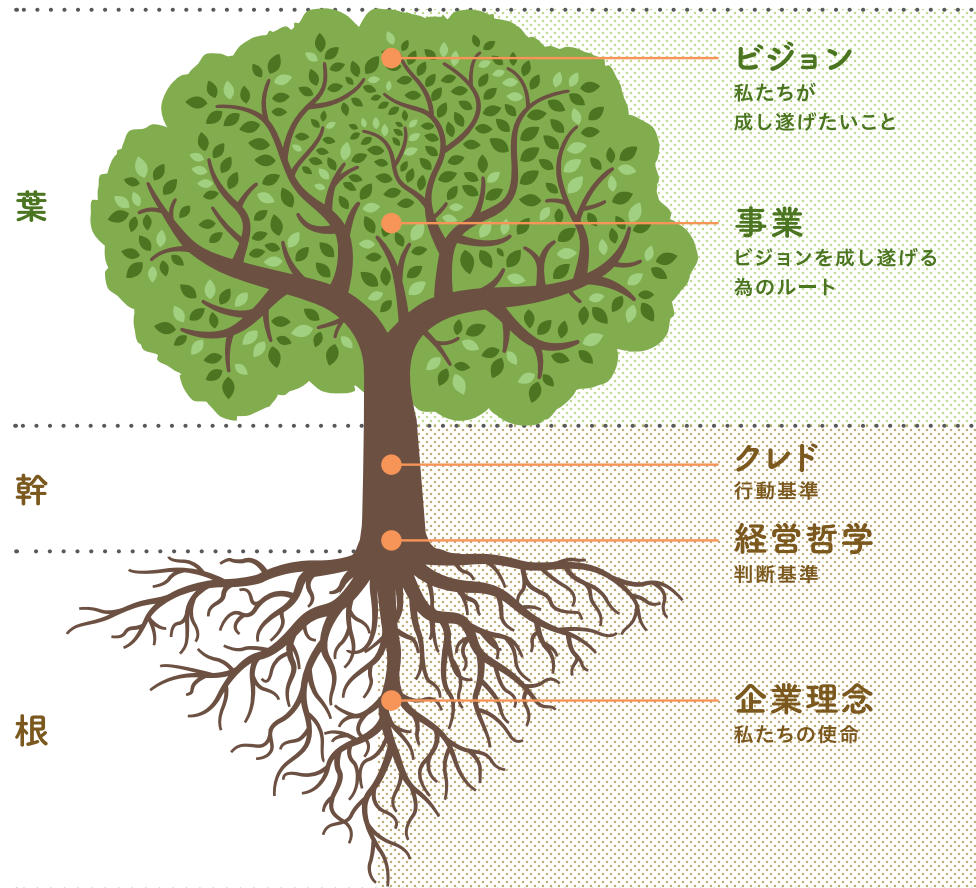 葉
ビジョン
私たちが
成し遂げたいこと
事業
ビジョンを成し遂げる
為のルート
幹
クレド
行動基準
経営哲学
判断基準
根
企業理念
私たちの使命